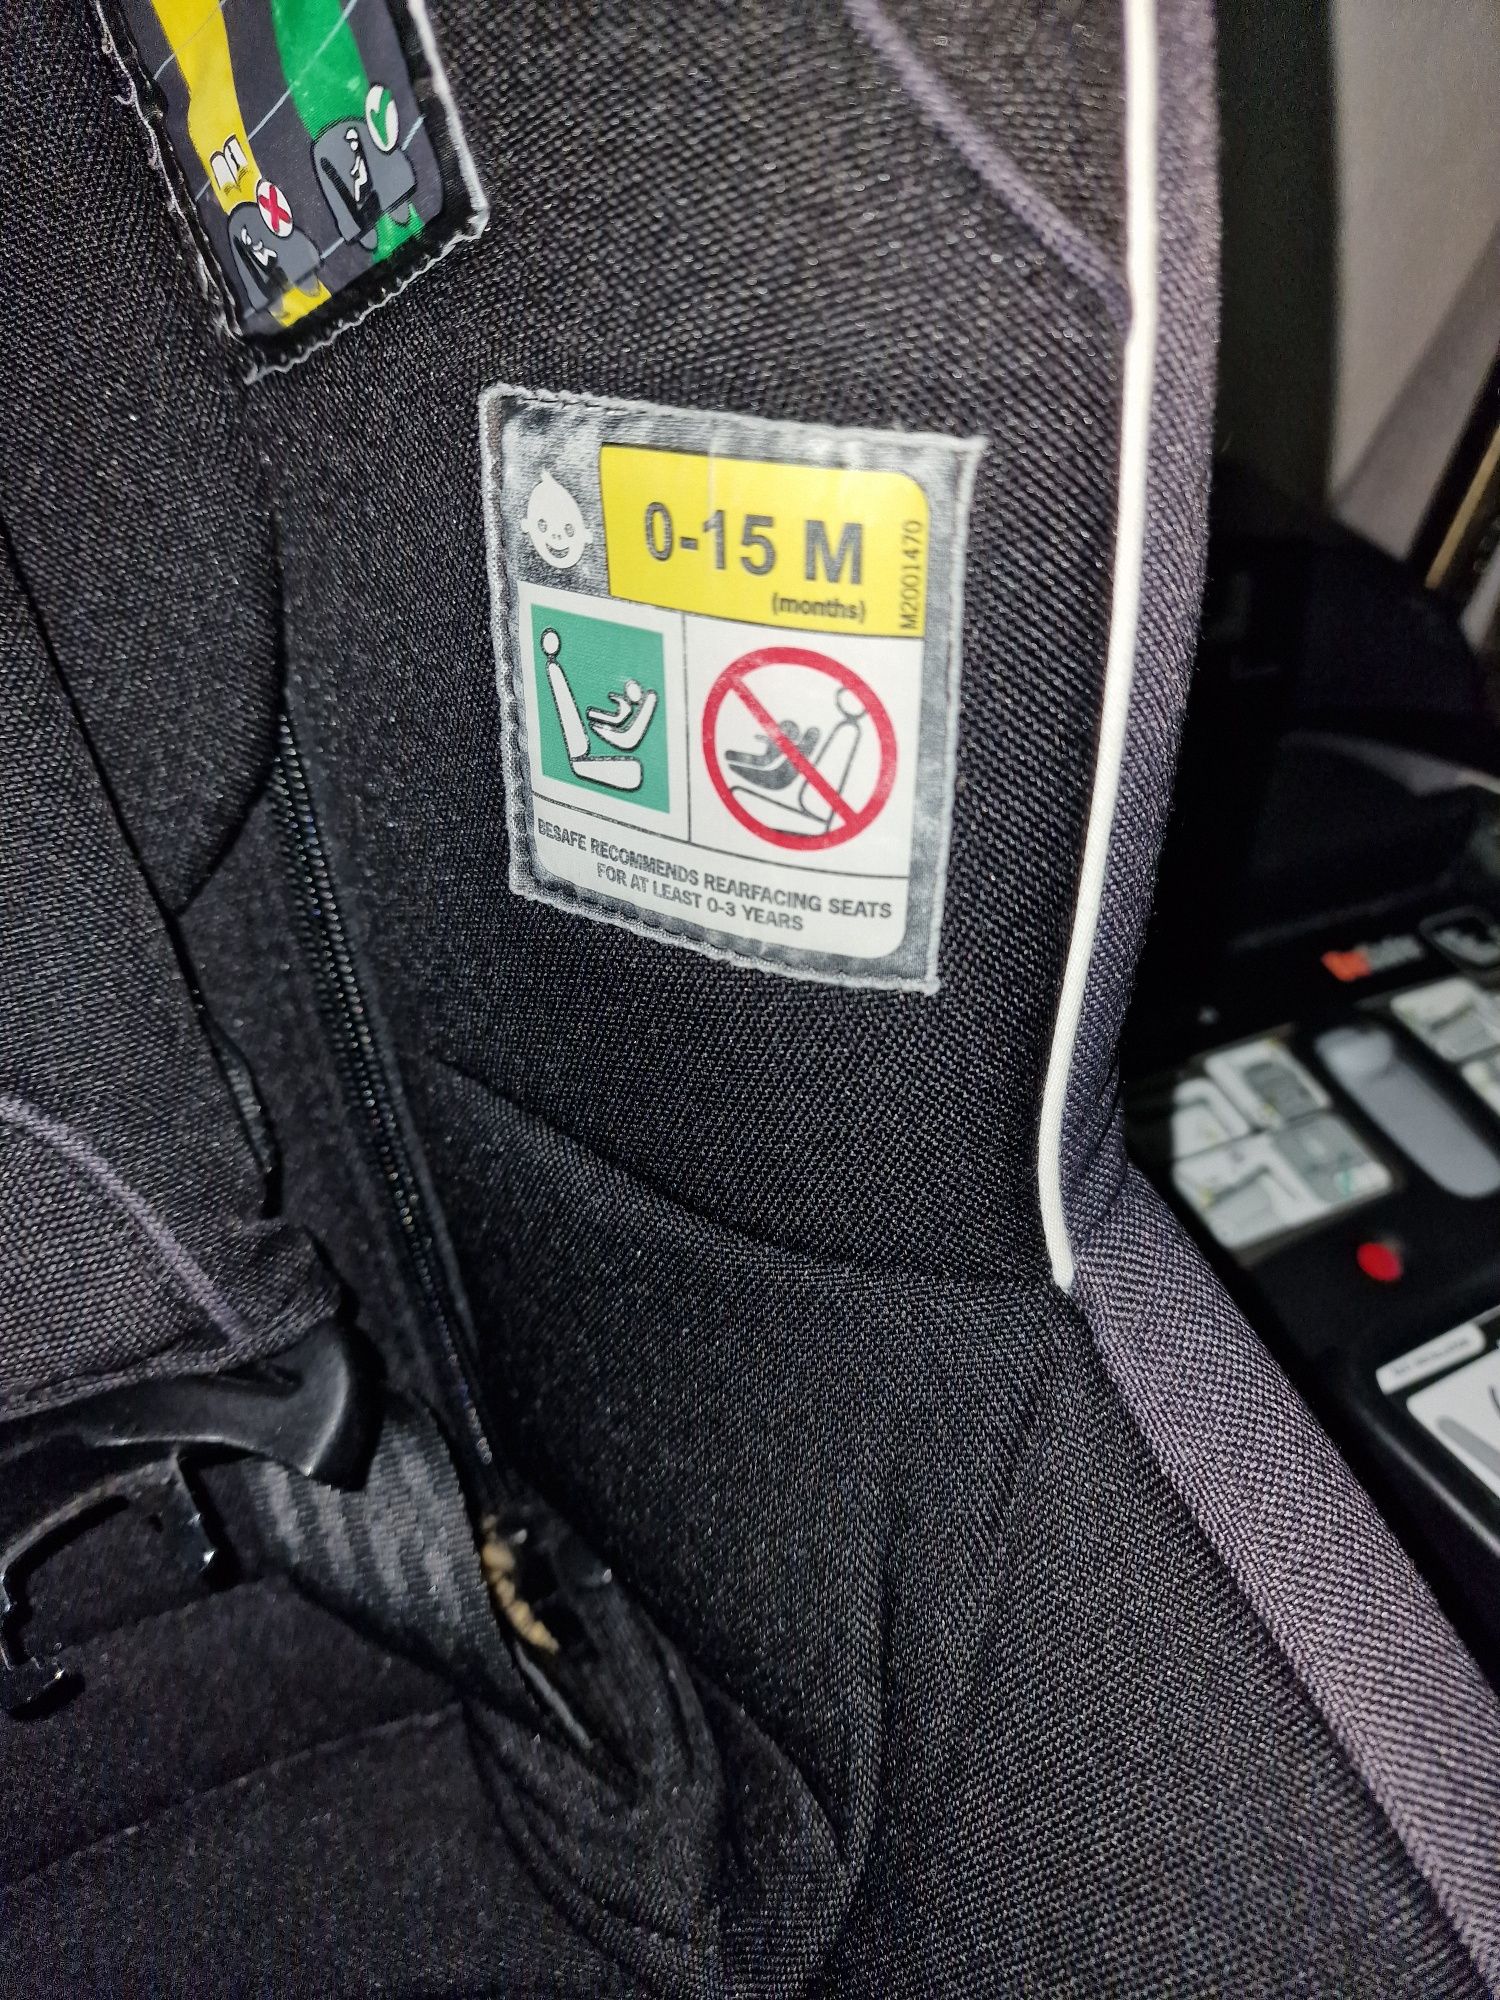 0-15 M
(months)
M2001470
BESAFE RECOMMENDS REARFACING SEATS
FOR AT LEAST 0-3 YEARS